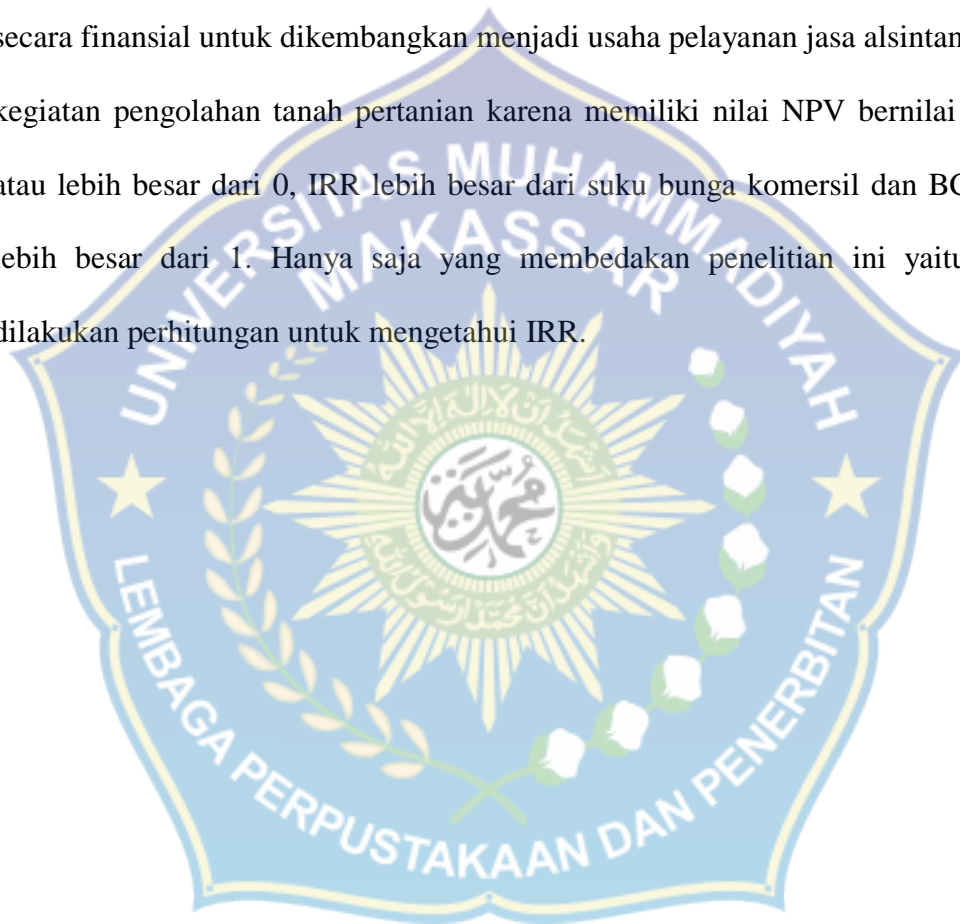 secara finansial untuk dikembangkan menjadi usaha pelayanan jasa alsintan
kegiatan pengolahan tanah pertanian karena memiliki nilai NPV bernilai
atau lebih besar dari 0, IRR lebih besar dari suku bunga komersil dan BC
lebih besar dari 1. Hanya saja yang membedakan penelitian ini yaitu
dilakukan perhitungan untuk mengetahui IRR.
UNIVERSITAS MUHAMMADIYAH
MAKASSAR
محمد
LEMBAGA PERPUSTAKAAN DAN PENERBITAN